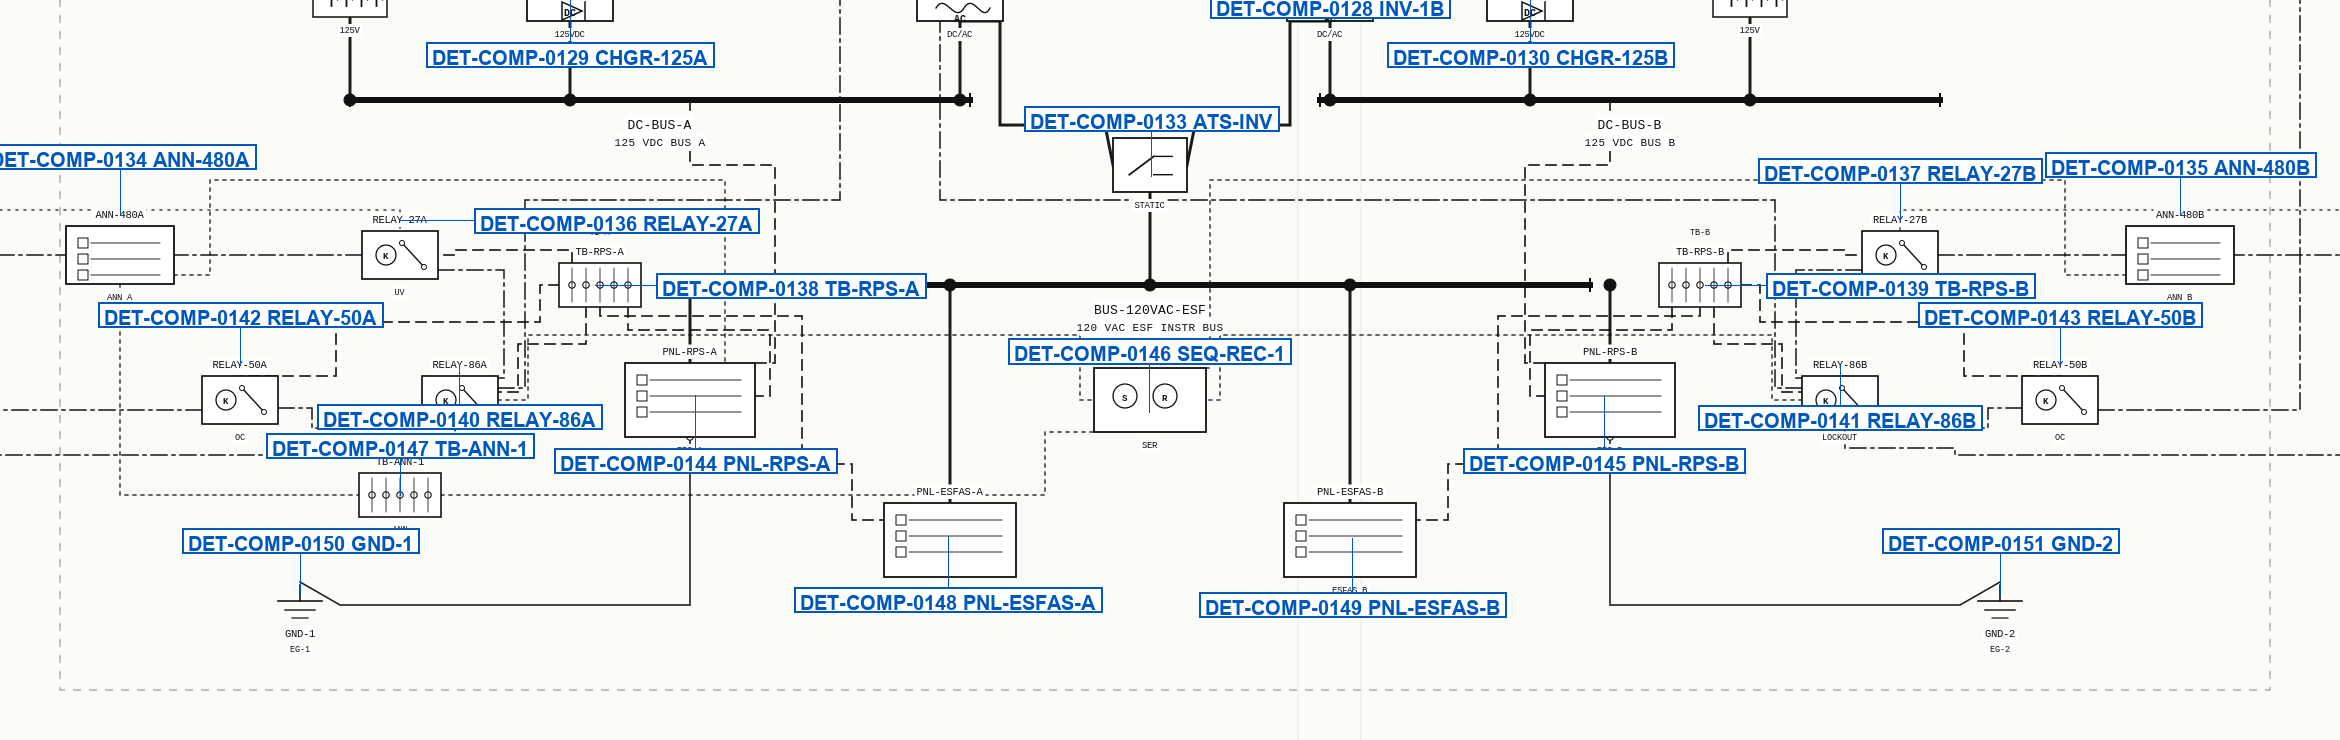 DC
AC
DET-COMP-0128 INV-1B
DC
125V
125VDC
DC/AC
DC/AC
125VDC
125V
DET-COMP-0129 CHGR-125A
DET-COMP-0130 CHGR-125B
DET-COMP-0133 ATS-INV
DC-BUS-A
125 VDC BUS A
DC-BUS-B
125 VDC BUS B
DET-COMP-0134 ANN-480A
DET-COMP-0137 RELAY-27B
DET-COMP-0135 ANN-480B
STATIC
ANN-480A
RELAY-27A
DET-COMP-0136 RELAY-27A
RELAY-27B
ANN-480B
TB-B
TB-RPS-A
TB-RPS-B
K
K
UV
DET-COMP-0138 TB-RPS-A
DET-COMP-0139 TB-RPS-B
ANN A
ANN B
DET-COMP-0142 RELAY-50A
BUS-120VAC-ESF
120 VAC ESF INSTR BUS
DET-COMP-0143 RELAY-50B
DET-COMP-0146 SEQ-REC-1
RELAY-50A
RELAY-86A
PNL-RPS-A
PNL-RPS-B
RELAY-86B
RELAY-50B
K
K
S
R
K
K
DET-COMP-0140 RELAY-86A
DET-COMP-0141 RELAY-86B
OC
LOCKOUT
OC
SER
DET-COMP-0147 TB-ANN-1
TB-ANN-1
DET-COMP-0144 PNL-RPS-A
DET-COMP-0145 PNL-RPS-B
PNL-ESFAS-A
PNL-ESFAS-B
DET-COMP-0150 GND-1
DET-COMP-0151 GND-2
ESFAS B
DET-COMP-0148 PNL-ESFAS-A
DET-COMP-0149 PNL-ESFAS-B
GND-1
EG-1
GND-2
EG-2